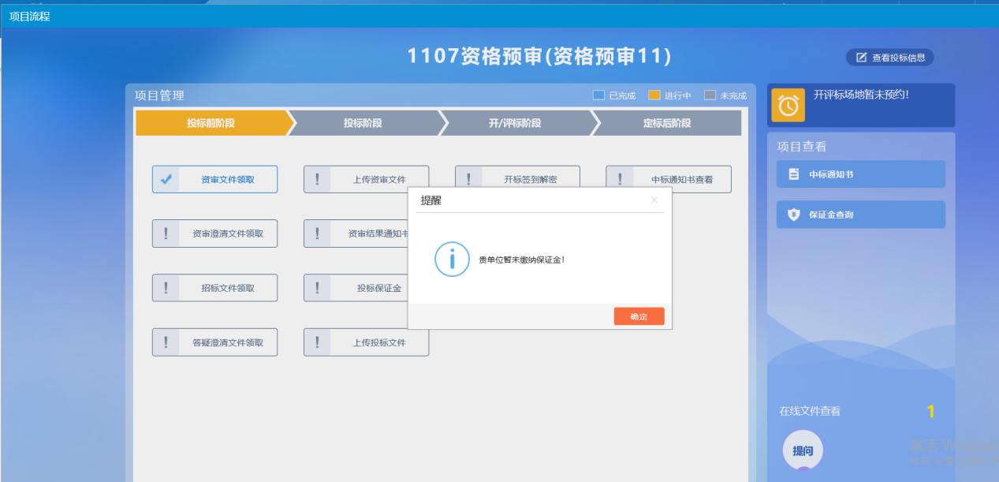 项目流程
1107资格预审(资格预审11)
查看投标信息
项目管理
已完成
进行中
未完成
开评标场地暂未预约!
投标前阶段
投标阶段
开/评标阶段
定标后阶段
项目查看
中标通知书
资审文件领取
上传资审文件
开标签到解密
中标通知书查看
提醒
保证金查询
资审澄清文件领取
资审结果通知书
贵单位暂未缴纳保证金!
招标文件领取
投标保证金
确定
答疑澄清文件领取
上传投标文件
在线文件查看
1
提问
激活 Windows